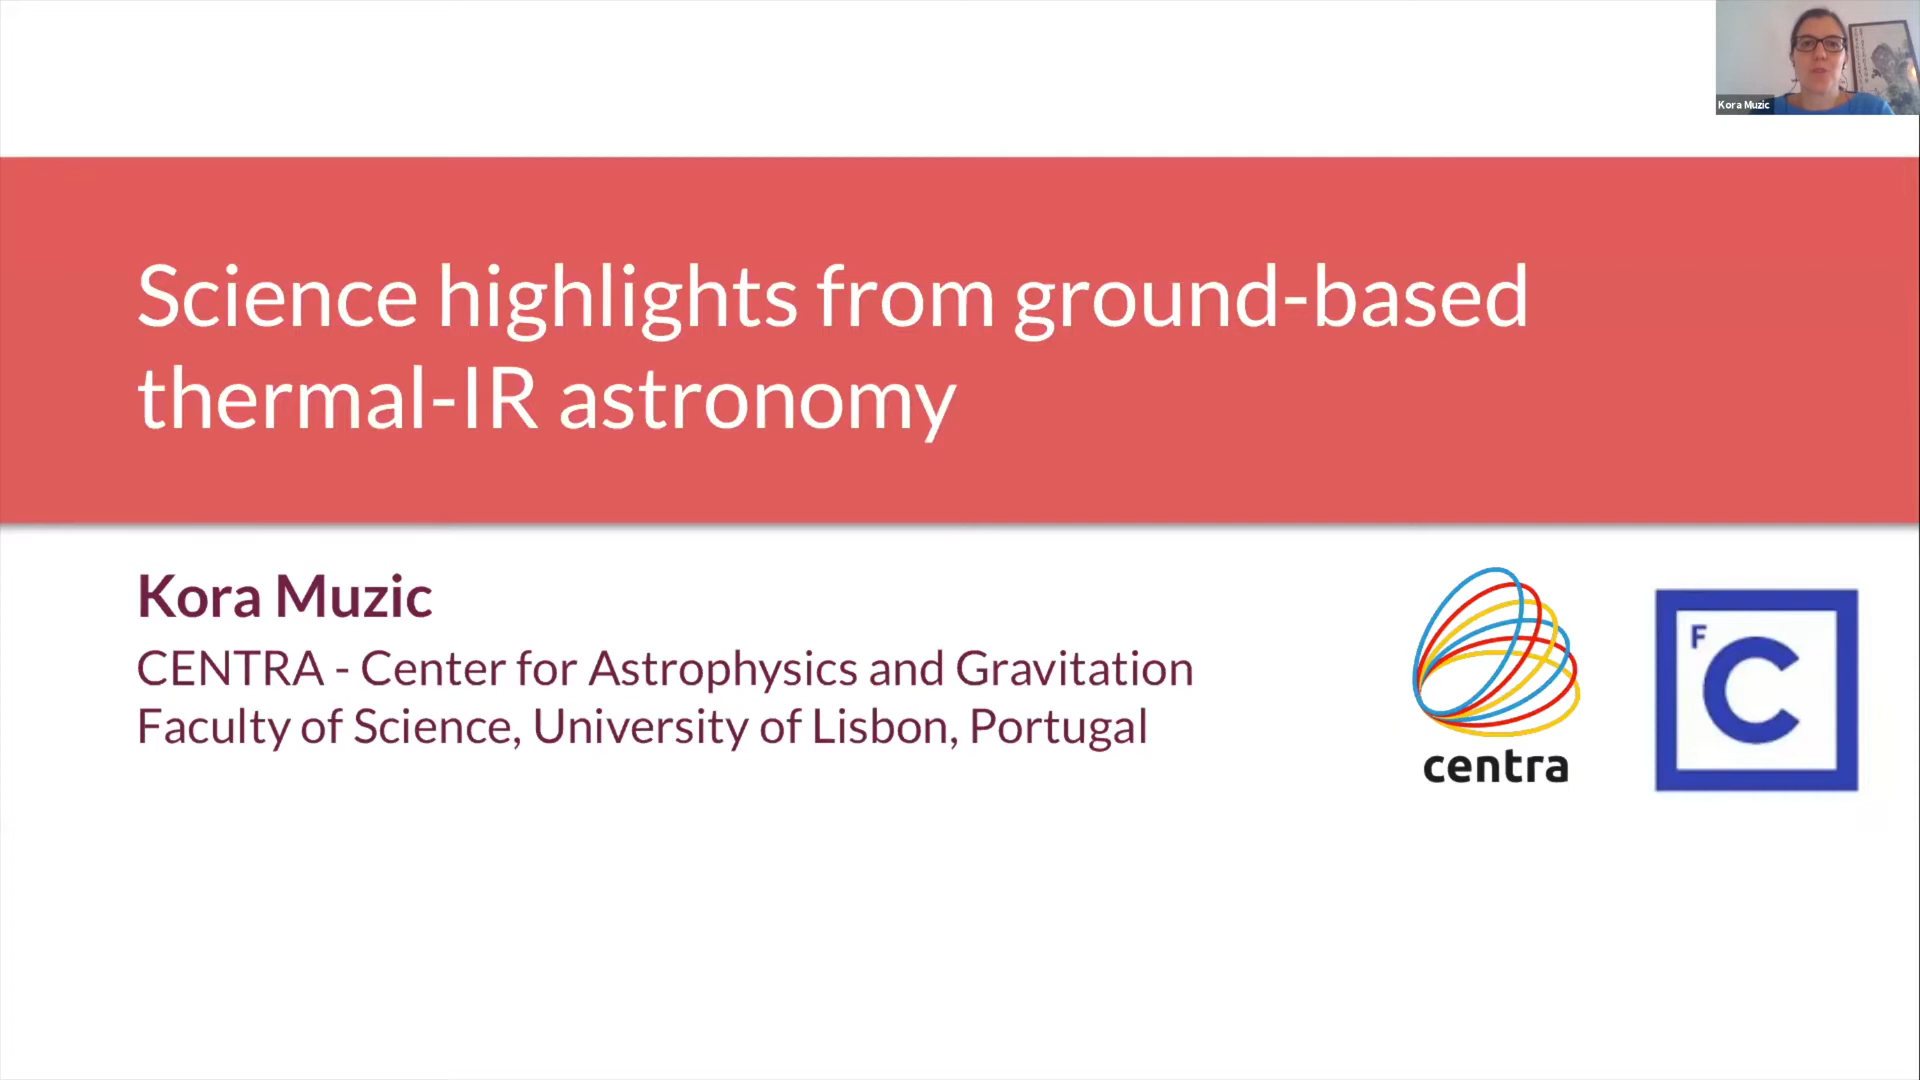 Kora Muzic
Science highlights from ground-based
thermal-IR astronomy
Kora Muzic
CENTRA - Center for Astrophysics and Gravitation
Faculty of Science, University of Lisbon, Portugal
centra
F
C